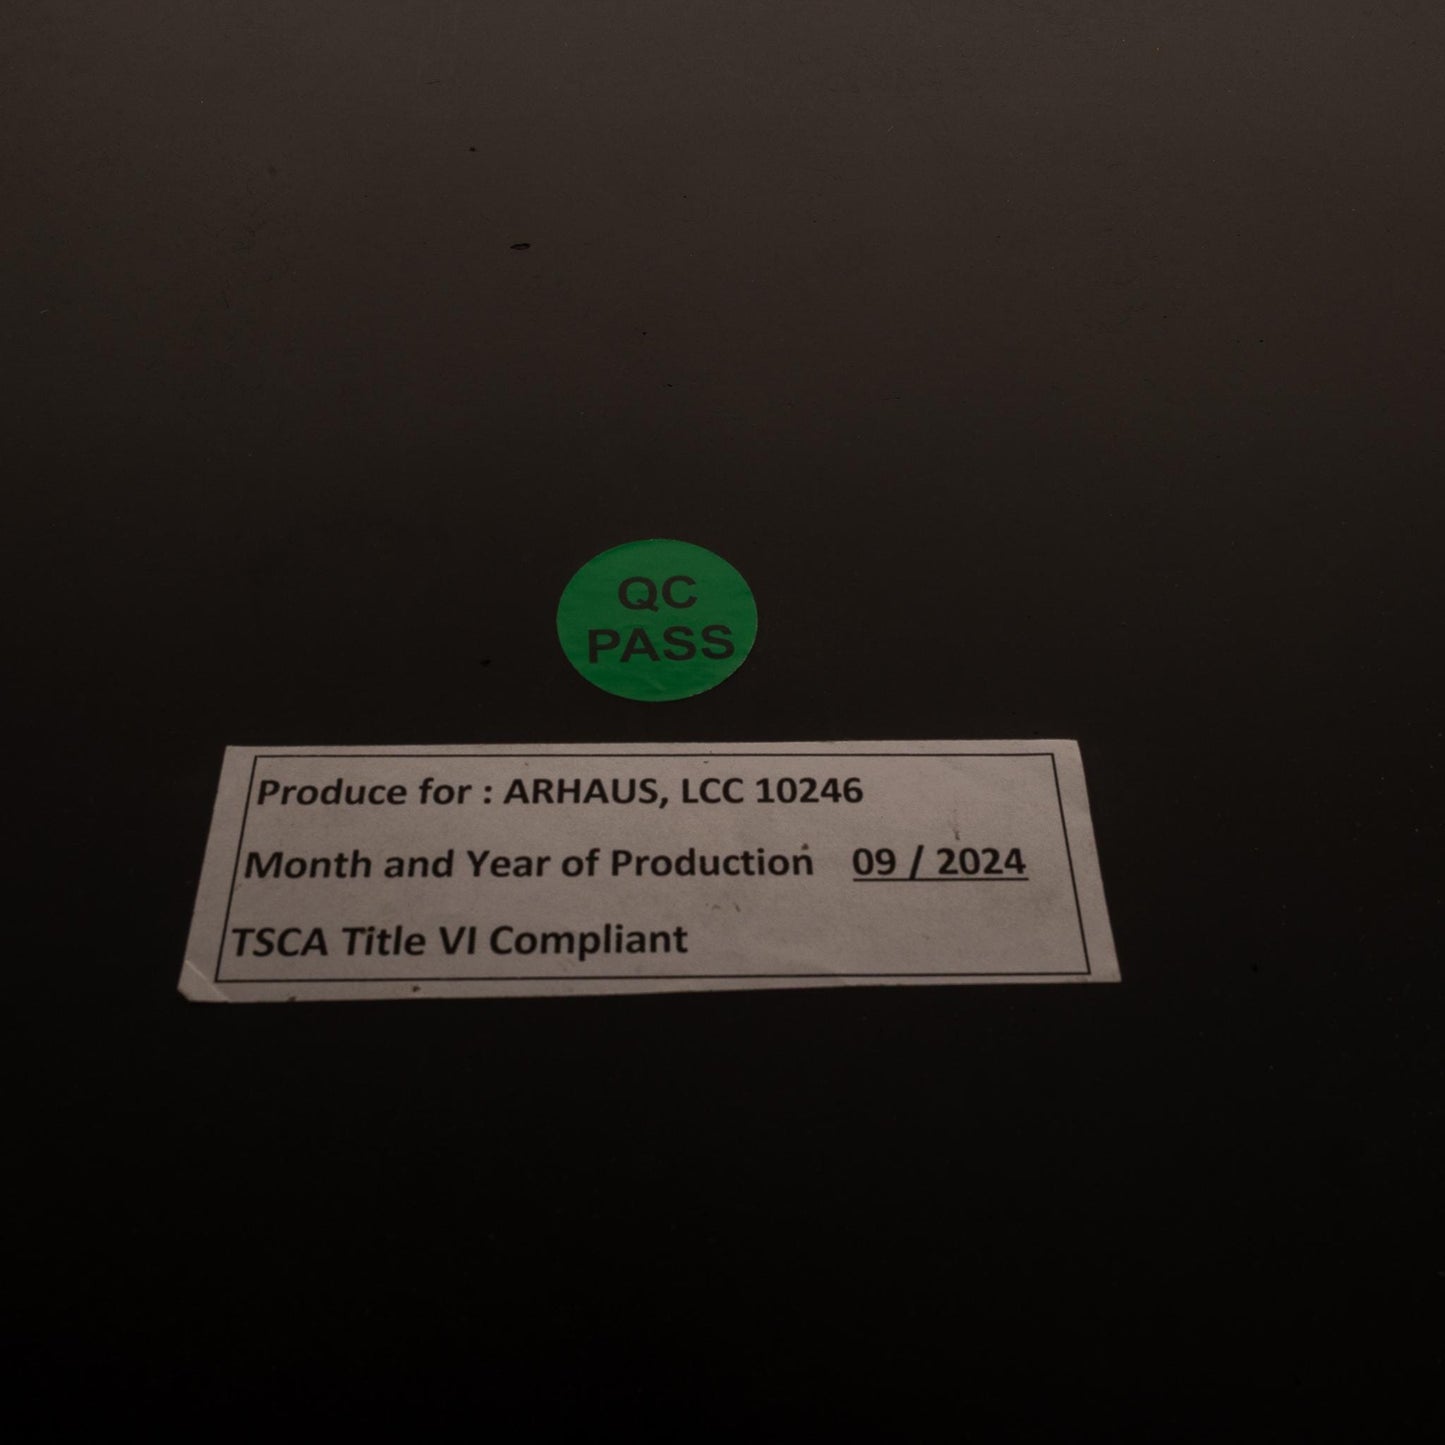 QC
PASS
Produce for : ARHAUS, LCC 10246
Month and Year of Production 09 / 2024
TSCA Title VI Compliant